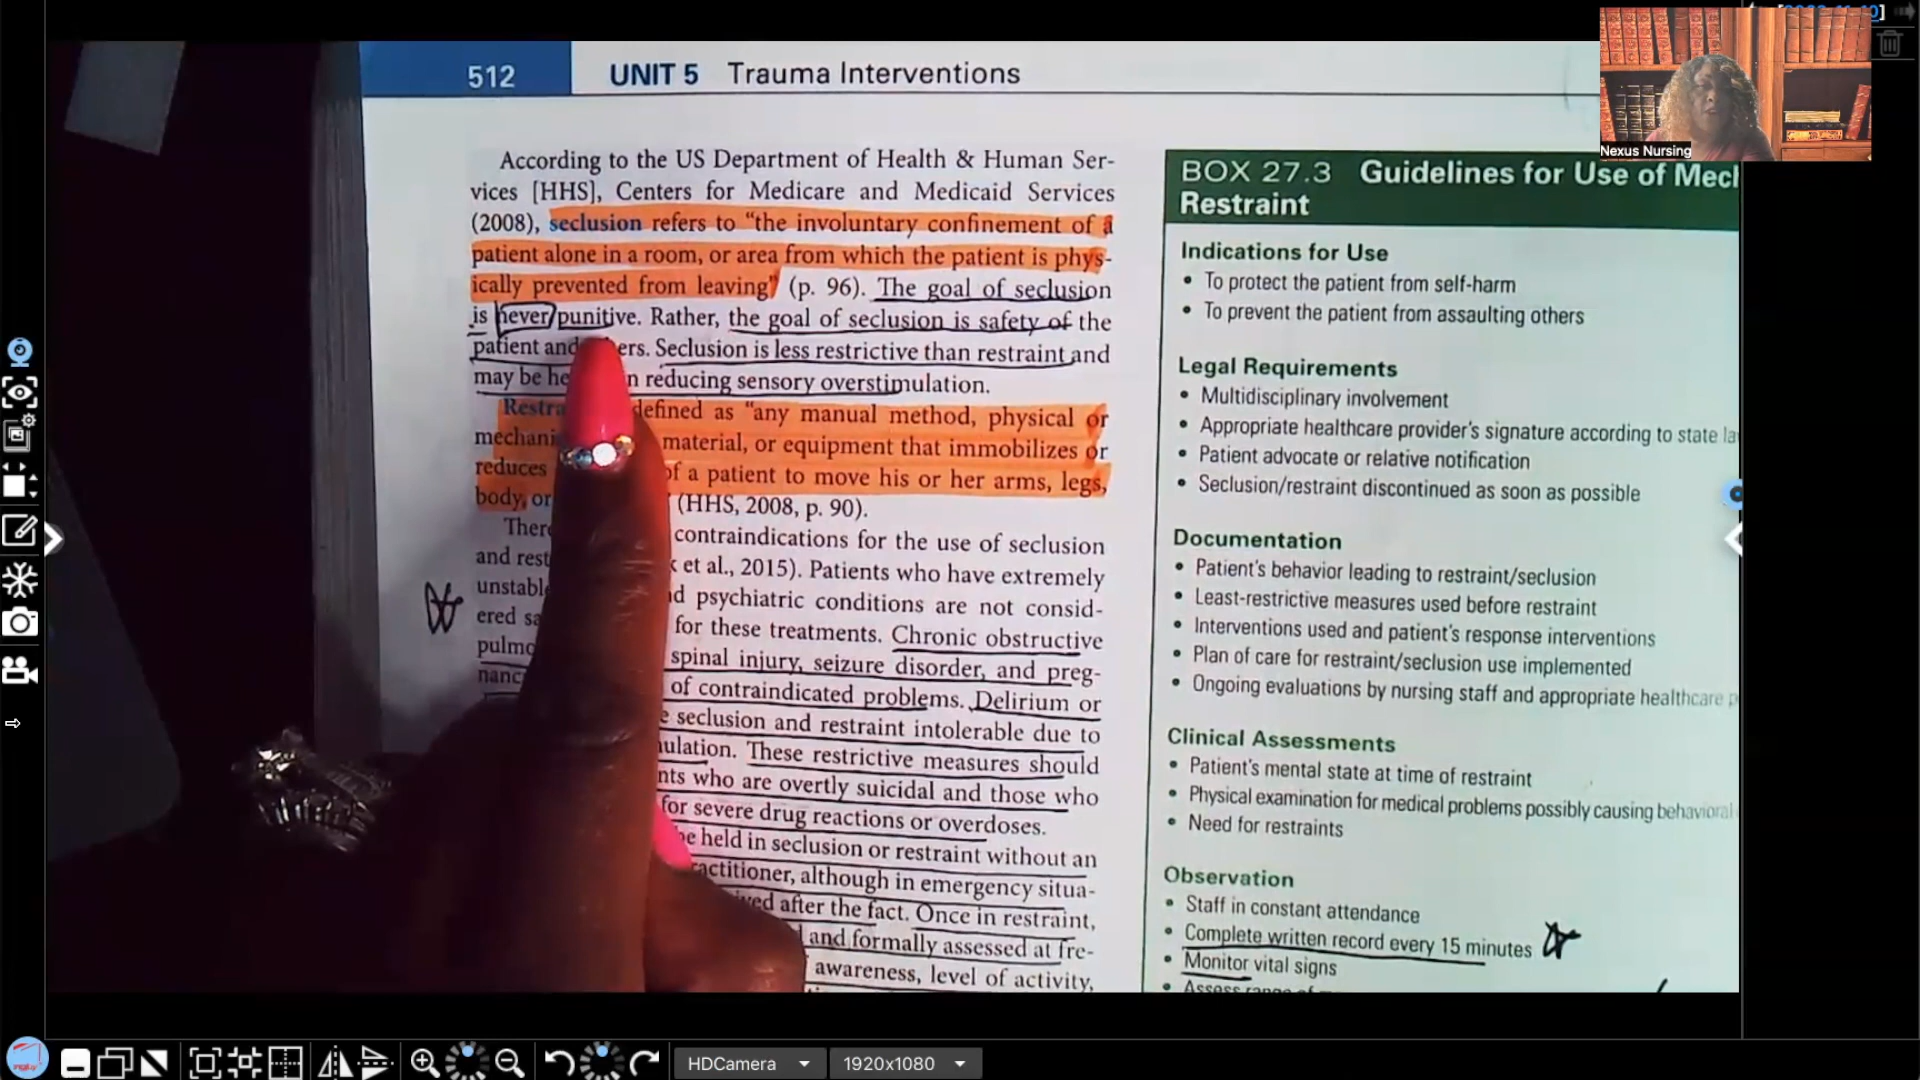 512 UNIT 5 Trauma Interventions
According to the US Department of Health & Human Ser-
vices [HHS], Centers for Medicare and Medicaid Services
(2008), seclusion refers to “the involuntary confinement of a
patient alone in a room, or area from which the patient is phys-
ically prevented from leaving” (p. 96). The goal of seclusion
is never punitive. Rather, the goal of seclusion is safety of the
patient and ers. Seclusion is less restrictive than restraint and
may be he n reducing sensory overstimulation.
Restra defined as “any manual method, physical or
mechani material, or equipment that immobilizes or
reduces of a patient to move his or her arms, legs,
body, or (HHS, 2008, p. 90).
There contraindications for the use of seclusion
and rest et al., 2015). Patients who have extremely
unstabl d psychiatric conditions are not consid-
ered sa for these treatments. Chronic obstructive
pulmo spinal injury, seizure disorder, and preg-
nanc of contraindicated problems. Delirium or
e seclusion and restraint intolerable due to
ulation. These restrictive measures should
nts who are overtly suicidal and those who
for severe drug reactions or overdoses.
be held in seclusion or restraint without an
actitioner, although in emergency situa-
ved after the fact. Once in restraint,
and formally assessed at fre-
awareness, level of activity,
BOX 27.3 Guidelines for Use of Mecl
Restraint
Indications for Use
• To protect the patient from self-harm
• To prevent the patient from assaulting others
Legal Requirements
• Multidisciplinary involvement
• Appropriate healthcare provider's signature according to state la
• Patient advocate or relative notification
• Seclusion/restraint discontinued as soon as possible
Documentation
• Patient's behavior leading to restraint/seclusion
• Least-restrictive measures used before restraint
• Interventions used and patient's response interventions
• Plan of care for restraint/seclusion use implemented
• Ongoing evaluations by nursing staff and appropriate healthcare p
Clinical Assessments
• Patient's mental state at time of restraint
• Physical examination for medical problems possibly causing behavioral
• Need for restraints
Observation
• Staff in constant attendance
• Complete written record every 15 minutes
• Monitor vital signs
• Assess range of
Nexus Nursing
HDCamera
1920x1080